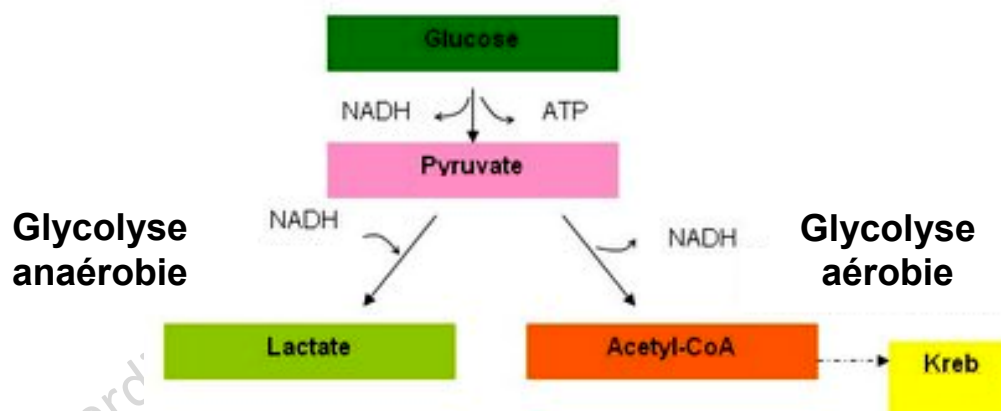 Glucose
NADH ATP
Pyruvate
NADH
NADH
Glycolyse
anaérobie
Glycolyse
aérobie
Lactate
Acetyl-CoA
Kreb